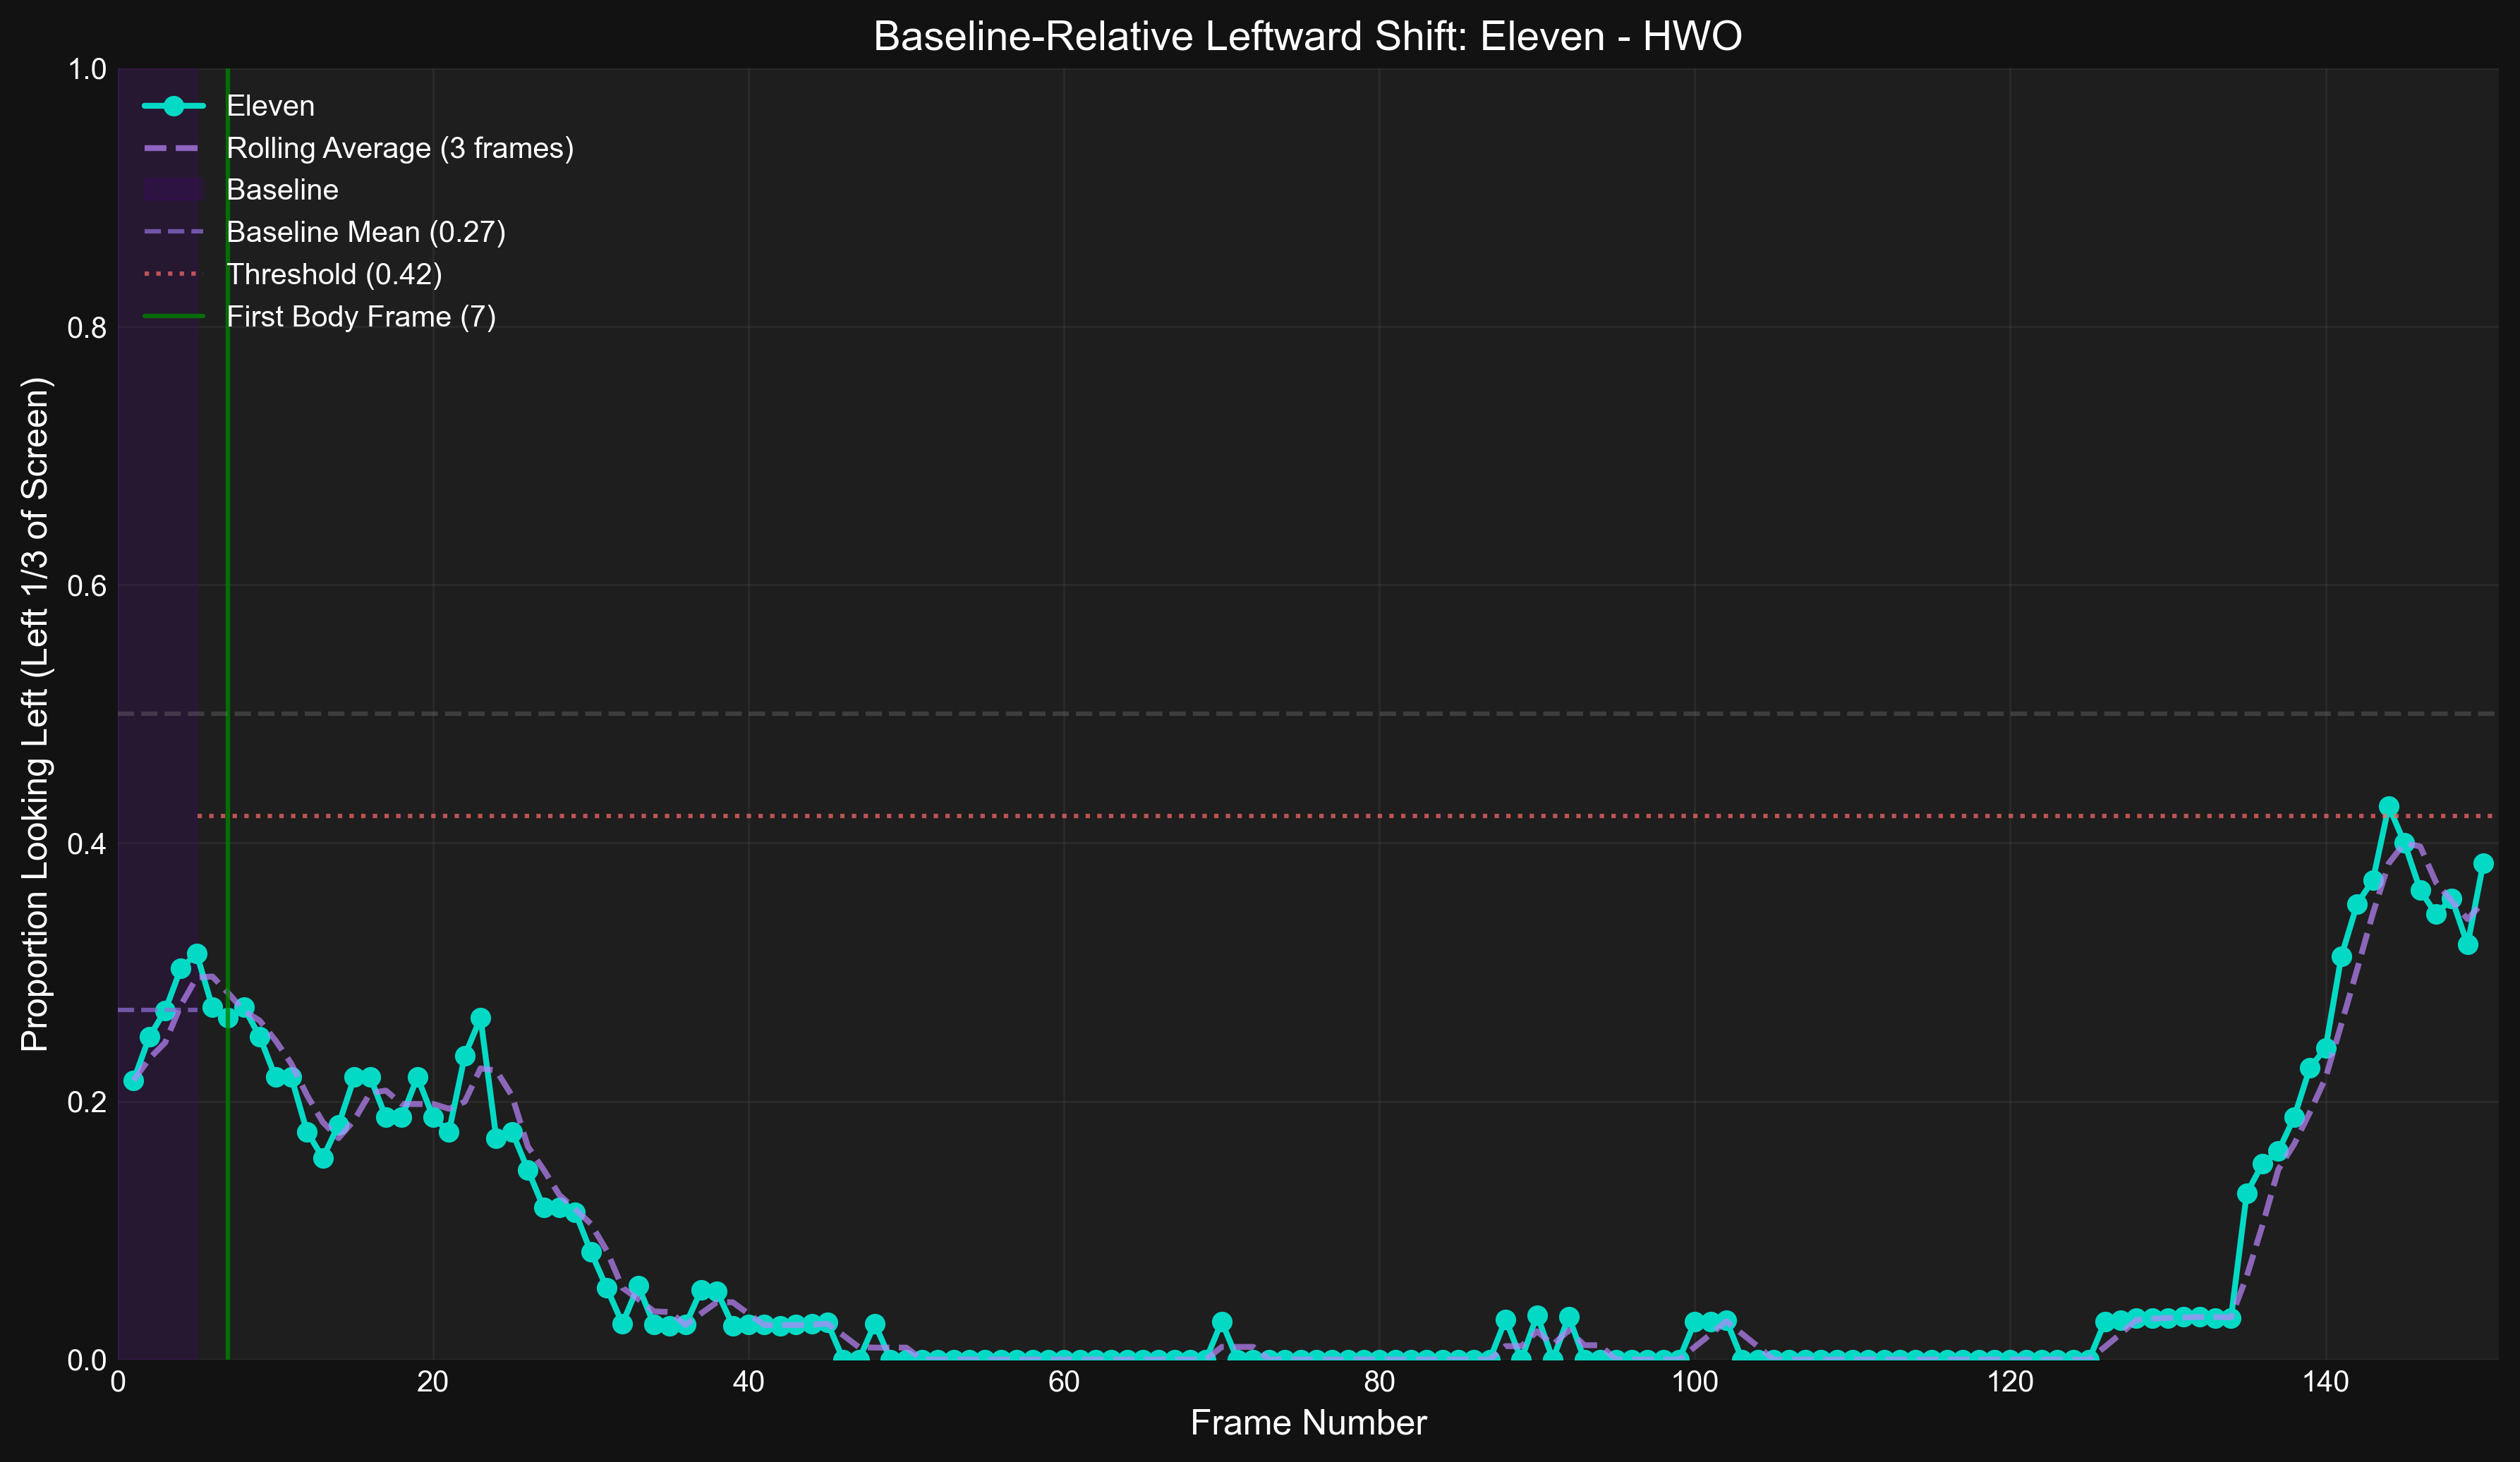 Baseline-Relative Leftward Shift: Eleven - HWO
1.0
0.8
0.6
0.4
0.2
0.0
Proportion Looking Left (Left 1/3 of Screen)
Eleven
Rolling Average (3 frames)
Baseline
Baseline Mean (0.27)
Threshold (0.42)
First Body Frame (7)
0 20 40 60 80 100 120 140
Frame Number